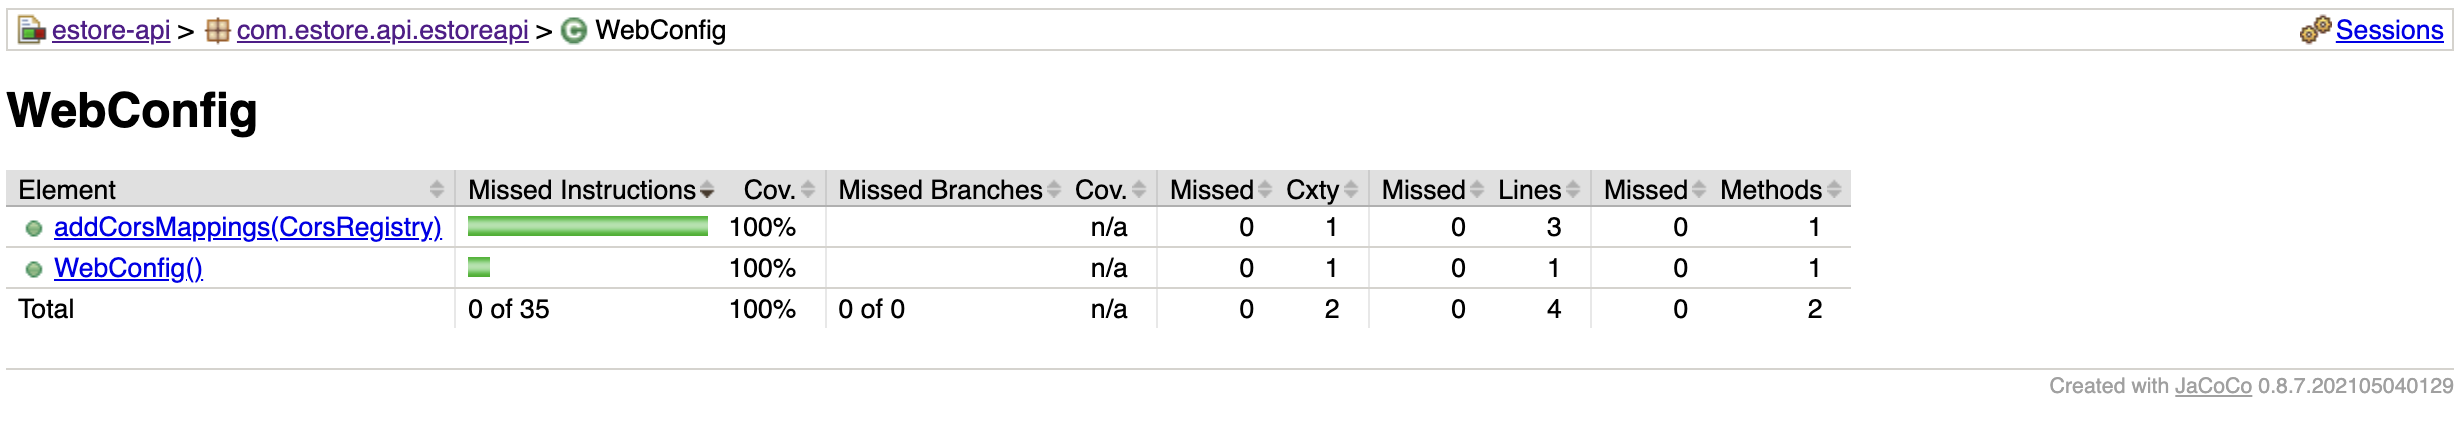 estore-api > com.estore.api.estoreapi > WebConfig Sessions
WebConfig
Element Missed Instructions Cov. Missed Branches Cov. Missed Cxty Missed Lines Missed Methods
addCorsMappings(CorsRegistry) 100% n/a 0 1 0 3 0 1
WebConfig() 100% n/a 0 1 0 1 0 1
Total 0 of 35 100% 0 of 0 n/a 0 2 0 4 0 2
Created with JaCoCo 0.8.7.202105040129